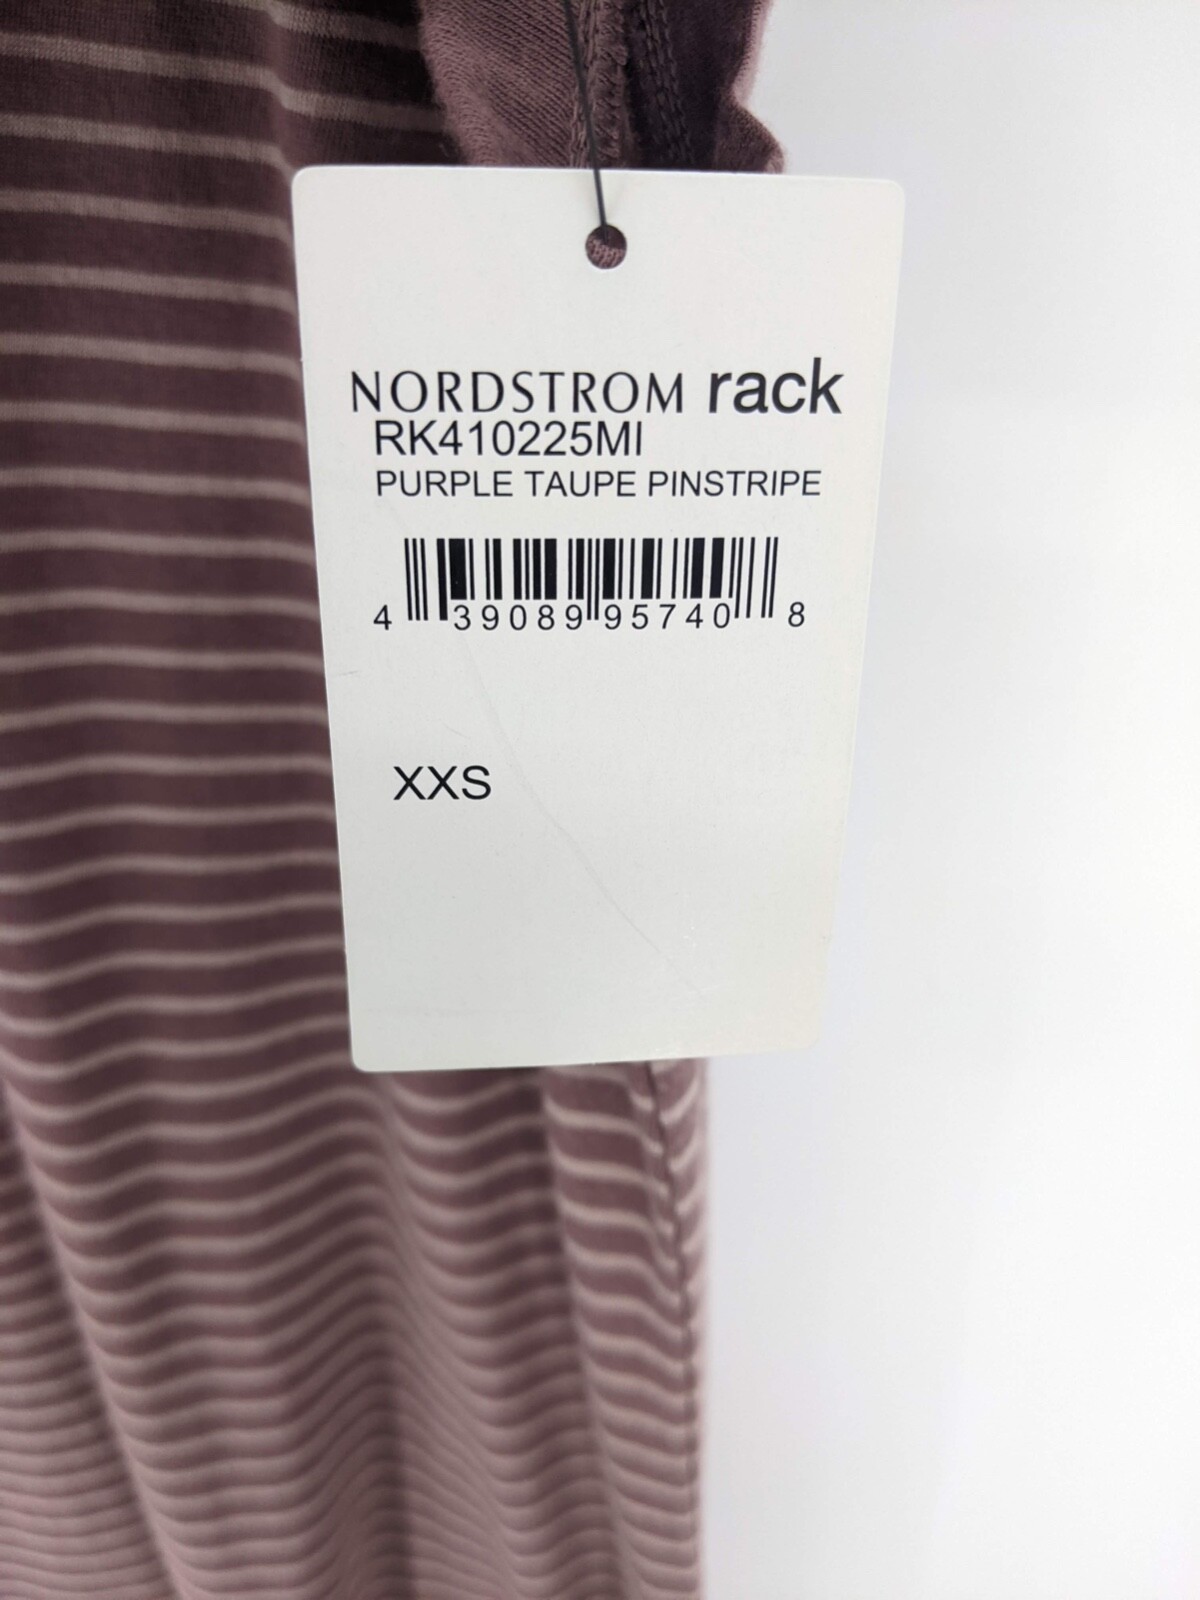 NORDSTROM rack
RK410225MI
PURPLE TAUPE PINSTRIPE
4 39089 95740 8
XXS